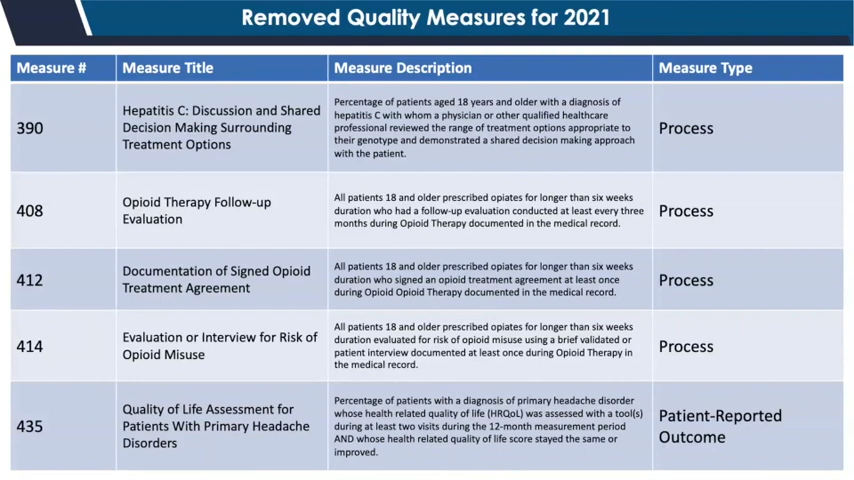 Removed Quality Measures for 2021
Measure #
Measure Title
Measure Description
Measure Type
390
Hepatitis C: Discussion and Shared
Decision Making Surrounding
Treatment Options
Percentage of patients aged 18 years and older with a diagnosis of
hepatitis C with whom a physician or other qualified healthcare
professional reviewed the range of treatment options appropriate to
their genotype and demonstrated a shared decision making approach
with the patient.
Process
408
Opioid Therapy Follow-up
Evaluation
All patients 18 and older prescribed opiates for longer than six weeks
duration who had a follow-up evaluation conducted at least every three
months during Opioid Therapy documented in the medical record.
Process
412
Documentation of Signed Opioid
Treatment Agreement
All patients 18 and older prescribed opiates for longer than six weeks
duration who signed an opioid treatment agreement at least once
during Opioid Opioid Therapy documented in the medical record.
Process
414
Evaluation or Interview for Risk of
Opioid Misuse
All patients 18 and older prescribed opiates for longer than six weeks
duration evaluated for risk of opioid misuse using a brief validated or
patient interview documented at least once during Opioid Therapy in
the medical record.
Process
435
Quality of Life Assessment for
Patients With Primary Headache
Disorders
Percentage of patients with a diagnosis of primary headache disorder
whose health related quality of life (HRQoL) was assessed with a tool(s)
during at least two visits during the 12-month measurement period
AND whose health related quality of life score stayed the same or
improved.
Patient-Reported
Outcome